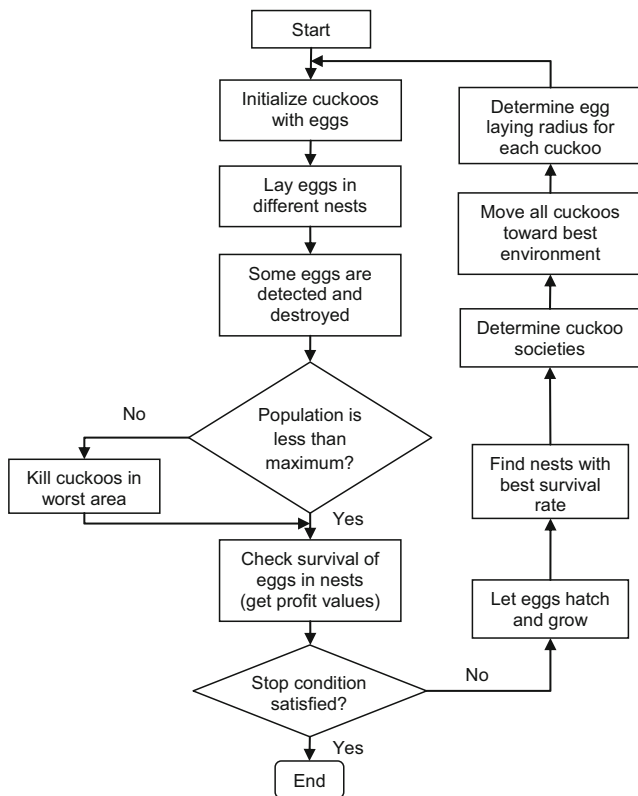 Start
Initialize cuckoos
with eggs
Lay eggs in
different nests
Some eggs are
detected and
destroyed
No
Population is
less than
maximum?
Kill cuckoos in
worst area
Yes
Check survival of
eggs in nests
(get profit values)
Stop condition
satisfied?
No
Yes
End
Let eggs hatch
and grow
Find nests with
best survival
rate
Determine cuckoo
societies
Move all cuckoos
toward best
environment
Determine egg
laying radius for
each cuckoo